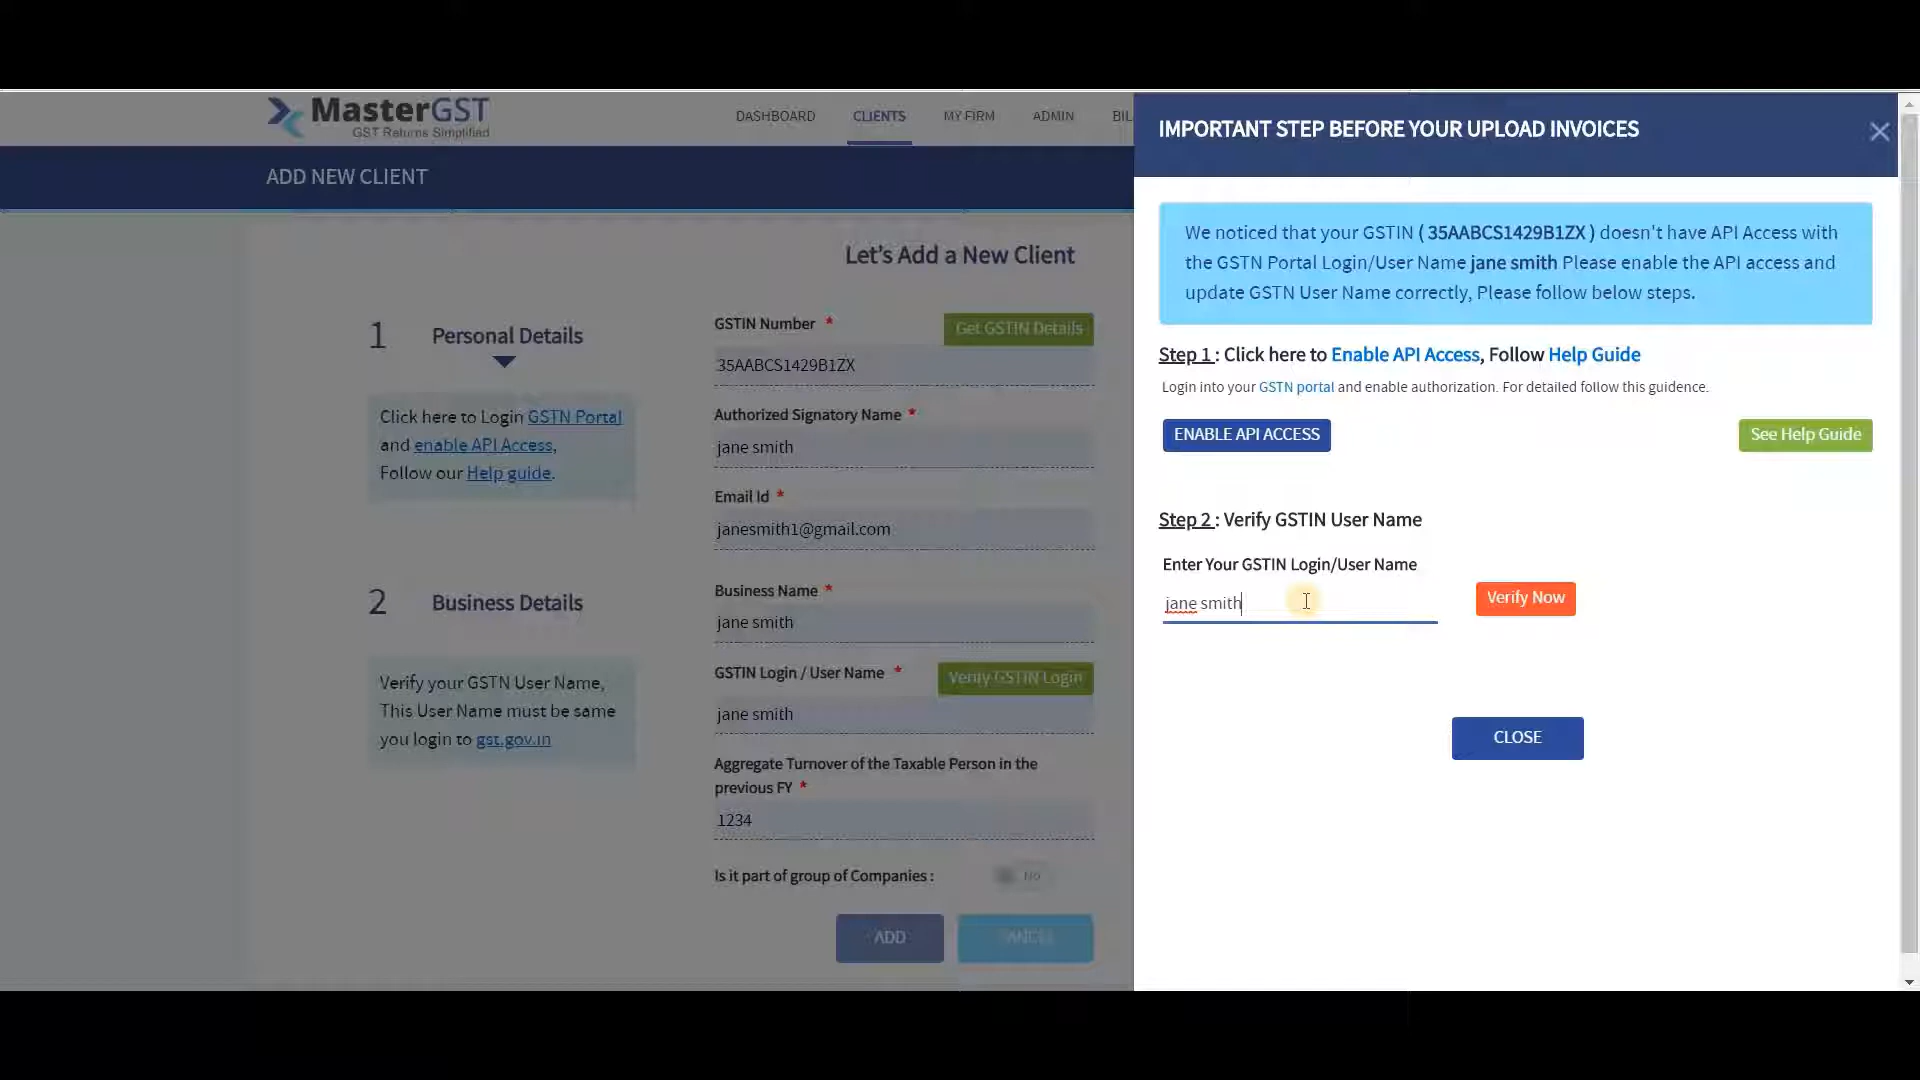 MasterGST
GST Returns Simplified
DASHBOARD
CLIENTS
MY FIRM
ADMIN
BIL
ADD NEW CLIENT
Let's Add a New Client
1
Personal Details
Click here to Login GSTN Portal
and enable API Access,
Follow our Help guide.
2
Business Details
Verify your GSTN User Name,
This User Name must be same
you login to gst.gov.in
GSTIN Number *
Get GSTIN Details
35AABCS1429B1ZX
Authorized Signatory Name *
jane smith
Email Id *
janesmith1@gmail.com
Business Name *
jane smith
GSTIN Login / User Name *
Verify GSTIN Login
jane smith
Aggregate Turnover of the Taxable Person in the
previous FY *
1234
Is it part of group of Companies :
No
ADD
CANCEL
IMPORTANT STEP BEFORE YOUR UPLOAD INVOICES
We noticed that your GSTIN ( 35AABCS1429B1ZX ) doesn't have API Access with
the GSTN Portal Login/User Name jane smith Please enable the API access and
update GSTN User Name correctly, Please follow below steps.
Step 1 : Click here to Enable API Access, Follow Help Guide
Login into your GSTN portal and enable authorization. For detailed follow this guidence.
ENABLE API ACCESS
See Help Guide
Step 2 : Verify GSTIN User Name
Enter Your GSTIN Login/User Name
jane smith
Verify Now
CLOSE